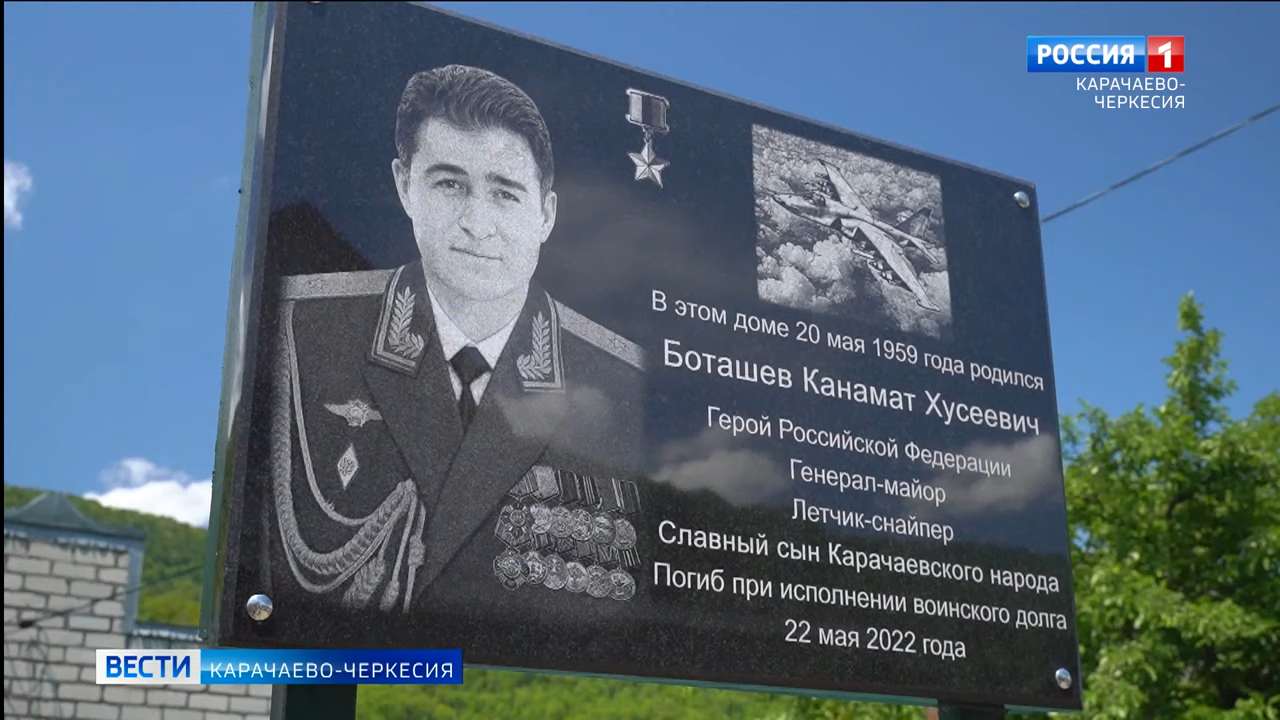 РОССИЯ 1
КАРАЧАЕВО-
ЧЕРКЕСИЯ
В этом доме 20 мая 1959 года родился
Боташев Канамат Хусеевич
Герой Российской Федерации
Генерал-майор
Летчик-снайпер
Славный сын Карачаевского народа
Погиб при исполнении воинского долга
22 мая 2022 года
ВЕСТИ КАРАЧАЕВО-ЧЕРКЕСИЯ